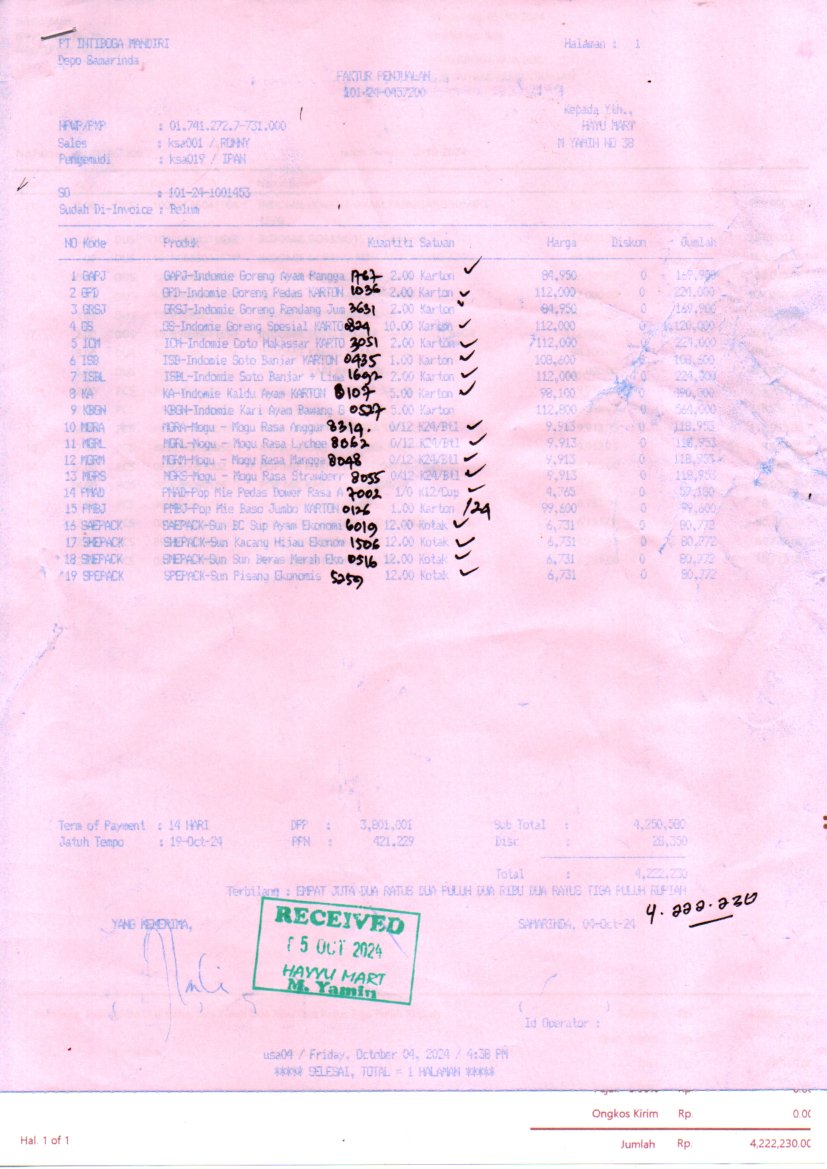 PT INTIBOGA MANDIRI Halaman : 1
Depo Samarinda
FAKTUR PENJUALAN
101-24-0457200
Kepada Yth.,
NPWP/PKP : 01.741.272.7-731.000 HAYU MART
Sales : ksa001 / RONNY M YAMIN NO 38
Pengemudi : ksa019 / IPAN
SO : 101-24-1001453
Sudah Di-Invoice : Belum
NO Kode Produk Kuantiti Satuan Harga Diskon Jumlah
1 GAPJ GAPJ-Indomie Goreng Ayam Pangga 1767 2.00 Karton ✓ 84,950 0 169,900
2 GPD GPD-Indomie Goreng Pedas KARTON 1036 2.00 Karton ✓ 112,000 0 224,000
3 GRSJ GRSJ-Indomie Goreng Rendang Jum 3631 2.00 Karton 84,950 0 169,900
4 GS GS-Indomie Goreng Spesial KARTO 0824 10.00 Karton ✓ 112,000 0 1,120,000
5 ICM ICM-Indomie Coto Makassar KARTO 3051 2.00 Karton ✓ 112,000 0 224,000
6 ISB ISB-Indomie Soto Banjar KARTON 0435 1.00 Karton ✓ 108,600 0 108,600
7 ISBL ISBL-Indomie Soto Banjar + Lim 1692 2.00 Karton ✓ 112,000 0 224,000
8 KA KA-Indomie Kaldu Ayam KARTON 8107 5.00 Karton ✓ 98,100 0 490,500
9 KBGN KBGN-Indomie Kari Ayam Bawang G 0527 5.00 Karton 112,800 0 564,000
10 MGRA MGRA-Mogu - Mogu Rasa Anggur 8314. 0/12 K24/Btl ✓ 9,913 0 118,953
11 MGRL MGRL-Mogu - Mogu Rasa Lychee 8062 0/12 K24/Btl ✓ 9,913 0 118,953
12 MGRM MGRM-Mogu - Mogu Rasa Mangga 8048 0/12 K24/Btl ✓ 9,913 0 118,953
13 MGRS MGRS-Mogu - Mogu Rasa Strawberr 8055 0/12 K24/Btl ✓ 9,913 0 118,953
14 PMAD PMAD-Pop Mie Pedas Dower Rasa A 7002 1/0 K12/Cup ✓ 4,765 0 57,180
15 PMBJ PMBJ-Pop Mie Baso Jumbo KARTON 0126 1.00 Karton /24 99,600 0 99,600
16 SAEPACK SAEPACK-Sun BC Sup Ayam Ekonomi 6019 12.00 Kotak ✓ 6,731 0 80,772
17 SHEPACK SHEPACK-Sun Kacang Hijau Ekonom 1506 12.00 Kotak ✓ 6,731 0 80,772
18 SMEPACK SMEPACK-Sun Sun Beras Merah Eko 0516 12.00 Kotak ✓ 6,731 0 80,772
19 SPEPACK SPEPACK-Sun Pisang Ekonomis 5259 12.00 Kotak ✓ 6,731 0 80,772
Term of Payment : 14 HARI DPP : 3,801,001 Sub Total : 4,250,580
Jatuh Tempo : 19-Oct-24 PPN : 421,229 Disc : 28,350
Total : 4,222,230
Terbilang : EMPAT JUTA DUA RATUS DUA PULUH DUA RIBU DUA RATUS TIGA PULUH RUPIAH
4.222.230
YANG MENERIMA, SAMARINDA, 04-Oct-24
RECEIVED
05 OCT 2024
HAYYU MART
M. Yamin
Id Operator :
usa04 / Friday, October 04, 2024 / 4:38 PM
***** SELESAI, TOTAL = 1 HALAMAN *****
Ongkos Kirim Rp. 0.00
Hal. 1 of 1
Jumlah Rp. 4,222,230.00